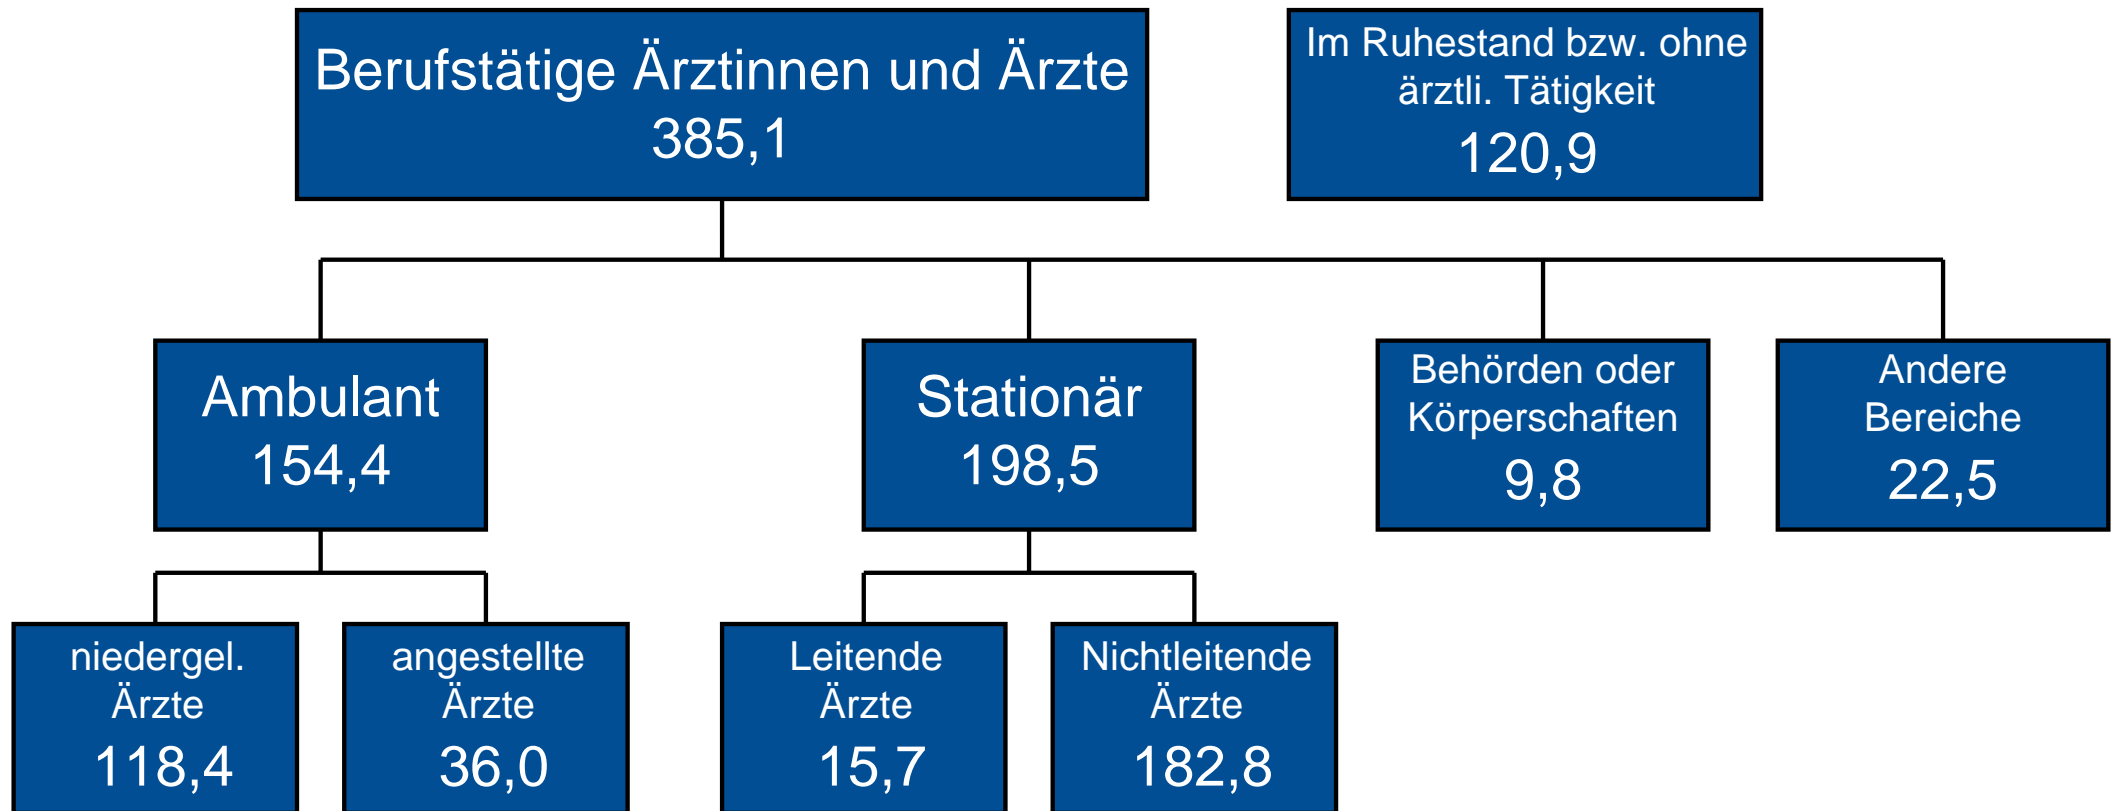 Berufstätige Ärztinnen und Ärzte
385,1
Im Ruhestand bzw. ohne
ärztli. Tätigkeit
120,9
Ambulant
154,4
Stationär
198,5
Behörden oder
Körperschaften
9,8
Andere
Bereiche
22,5
niedergel.
Ärzte
118,4
angestellte
Ärzte
36,0
Leitende
Ärzte
15,7
Nichtleitende
Ärzte
182,8